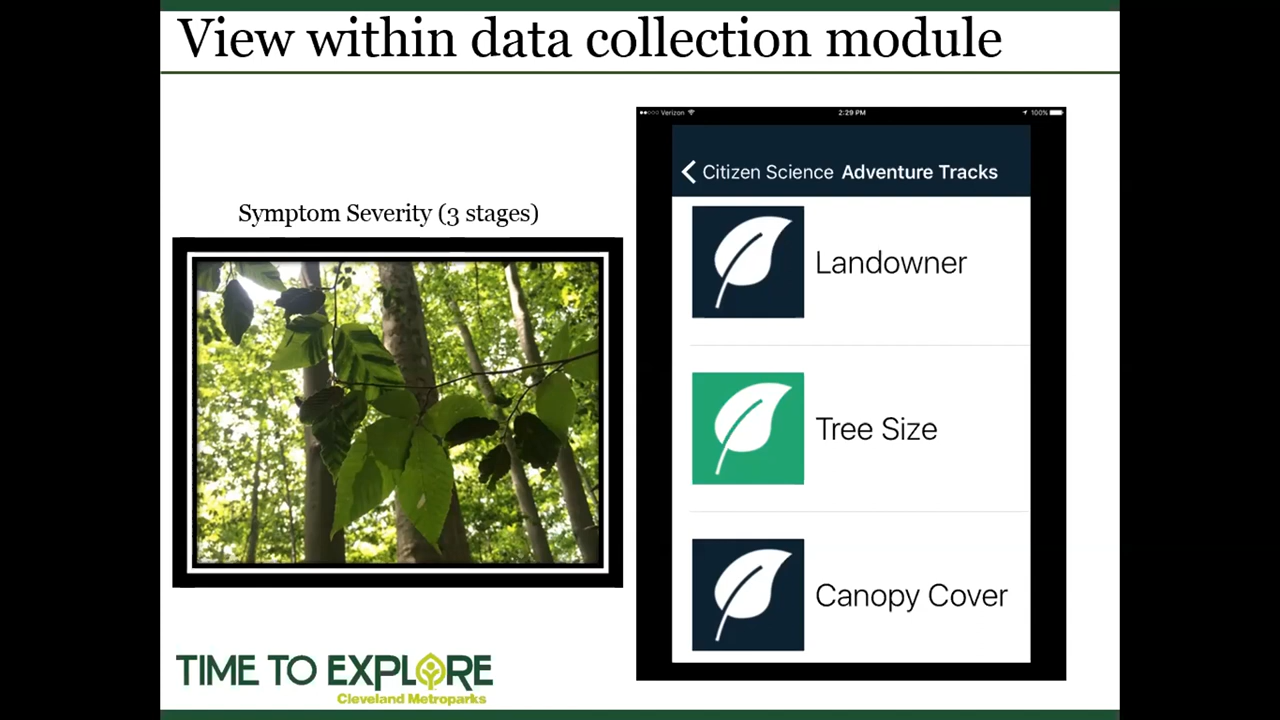 View within data collection module
Symptom Severity (3 stages)
Verizon
2:29 PM
100%
Citizen Science Adventure Tracks
Landowner
Tree Size
Canopy Cover
TIME TO EXPLORE
Cleveland Metroparks